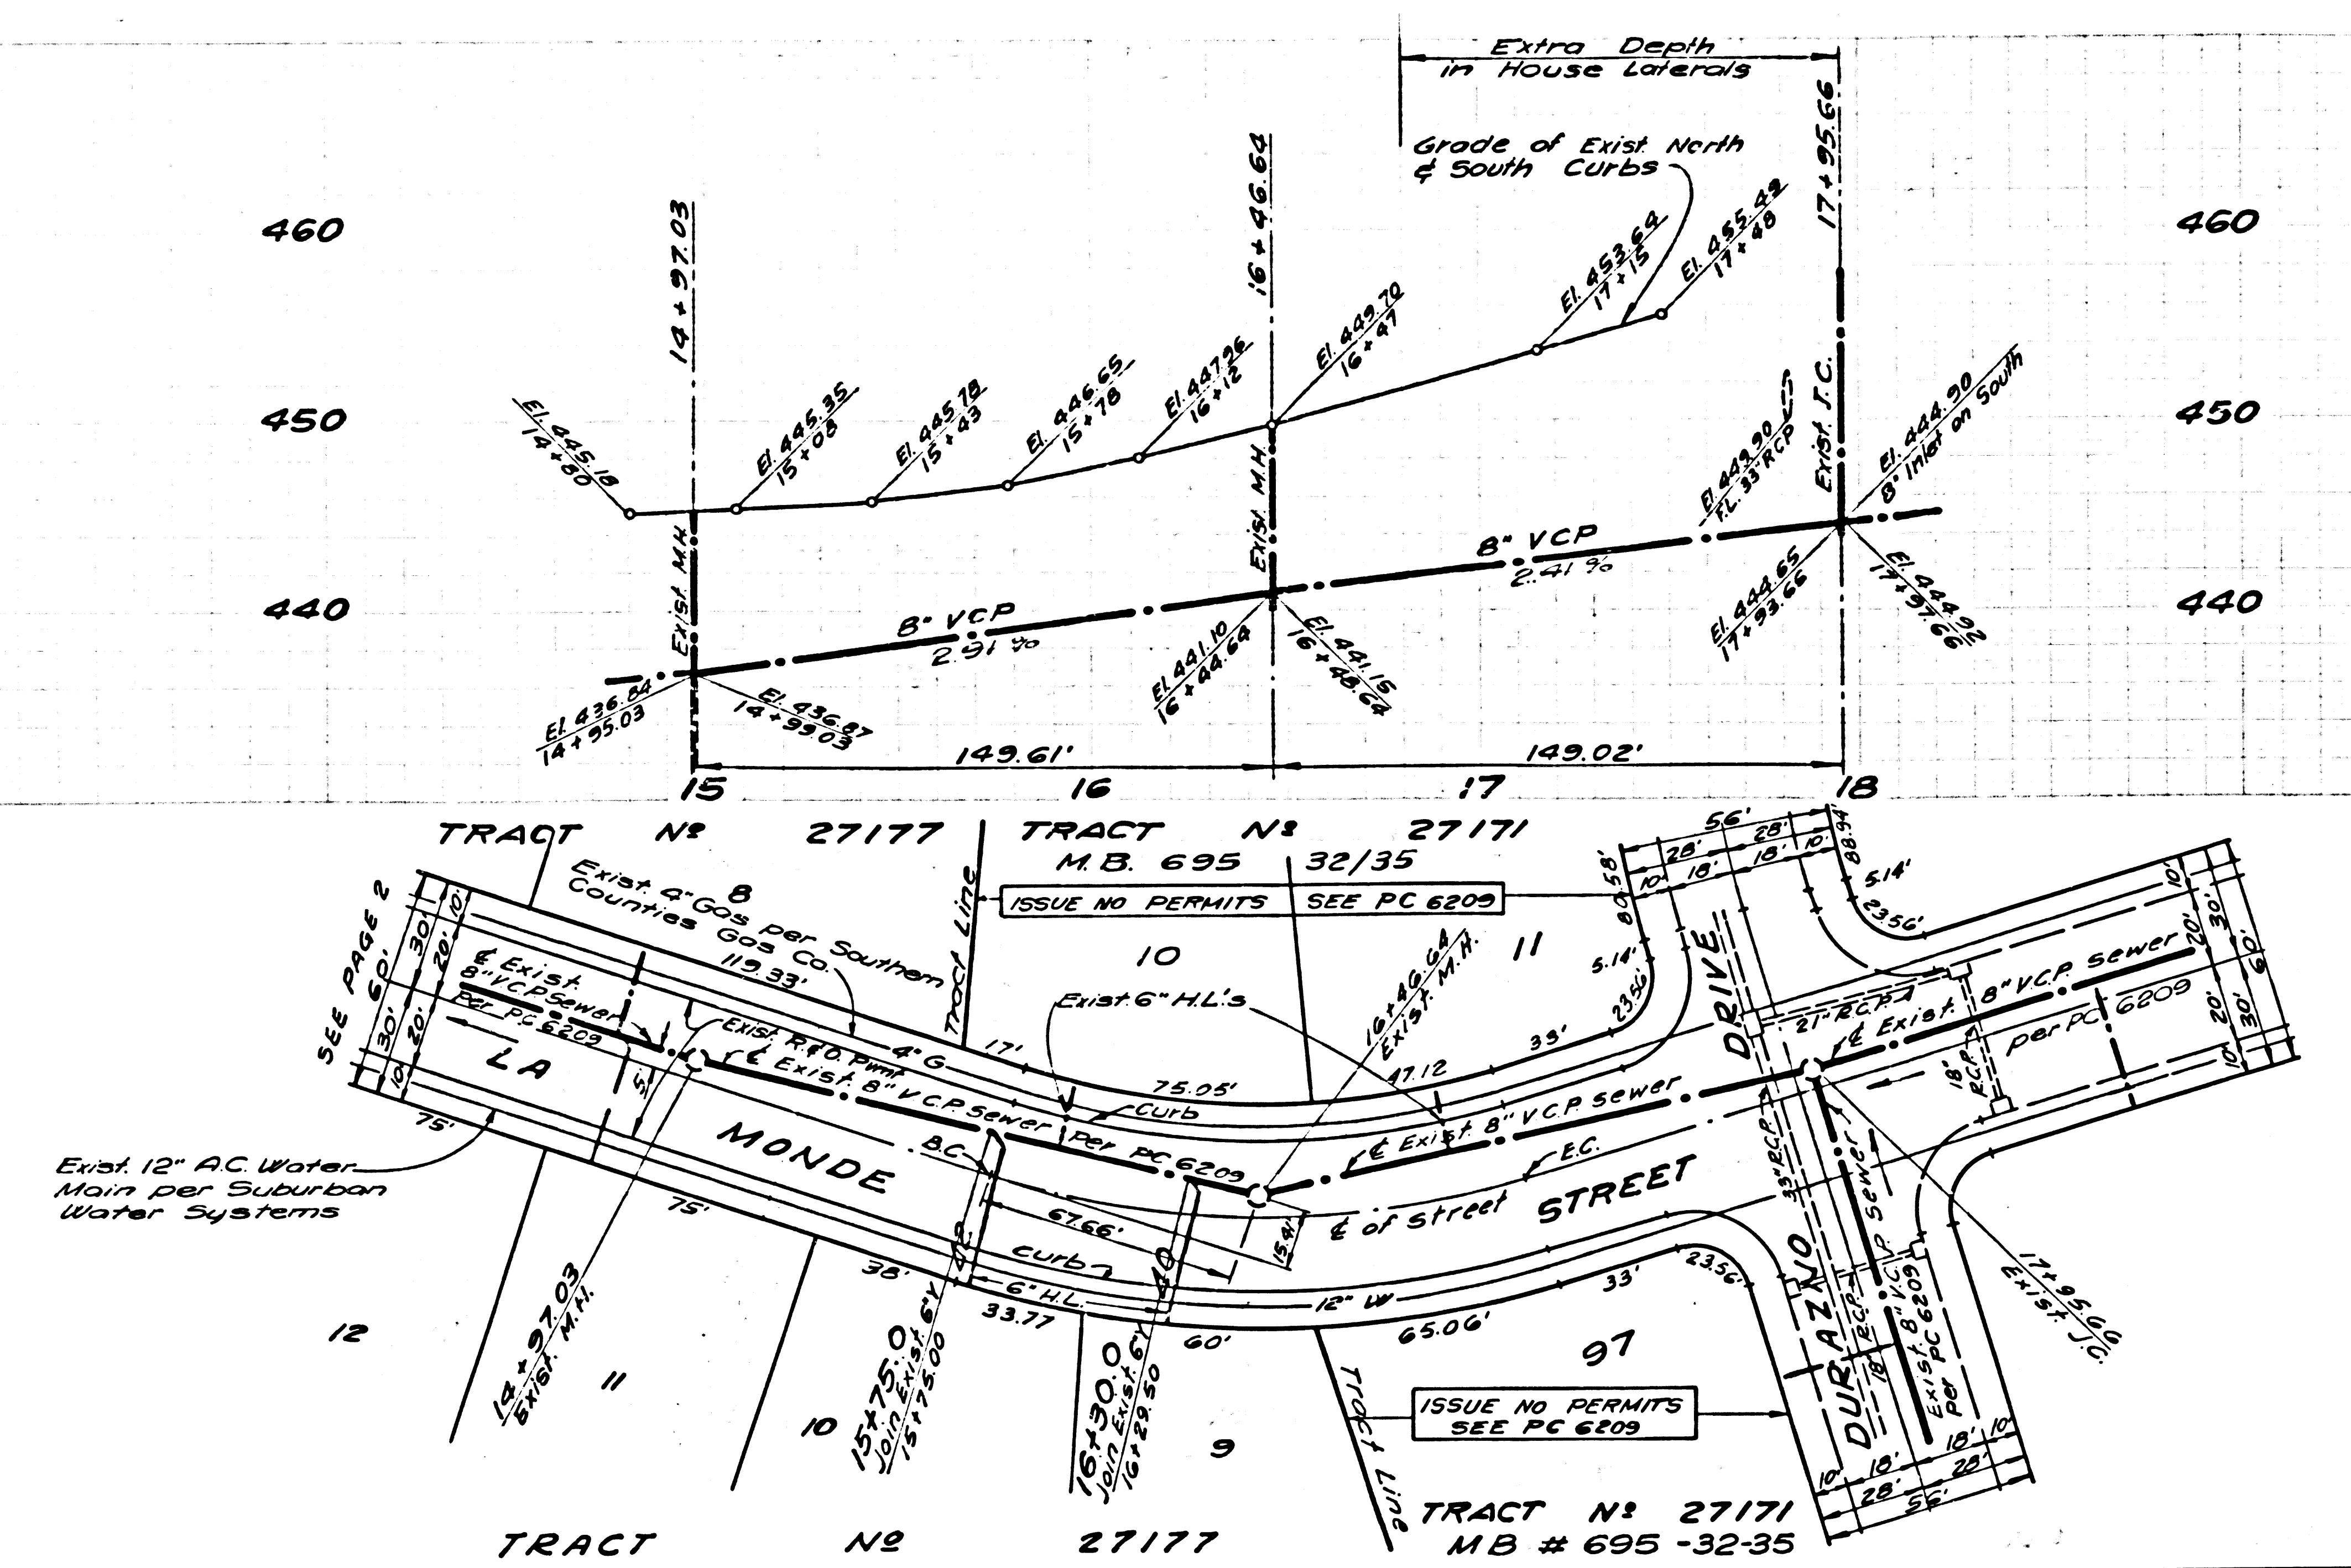 Extra Depth
in House Laterals
Grade of Exist. North
& South Curbs
460
450
440
460
450
440
14+97.03
16+46.64
17+95.66
El. 445.18
14+80
El. 445.35
15+08
El. 445.78
15+43
El. 446.65
15+78
El. 447.96
16+12
El. 449.70
16+47
El. 453.64
17+15
El. 455.49
17+48
Exist. M.H.
Exist. M.H.
Exist. J.C.
El. 449.90
F.L. 33" RCP
El. 444.90
8" Inlet on South
8" VCP
2.91 %
8" VCP
2.41 %
El. 436.84
14+95.03
El. 436.87
14+99.03
El. 441.10
16+44.64
El. 441.15
16+48.64
El. 444.65
17+93.66
El. 444.92
17+97.66
149.61'
149.02'
15
16
17
18
TRACT Nº 27177
TRACT Nº 27171
M.B. 695 32/35
ISSUE NO PERMITS SEE PC 6209
SEE PAGE 2
60'
30'
30'
10'
20'
20'
10'
8
Exist. 4" Gas per Southern
Counties Gas Co.
119.33'
Tract Line
10
11
Exist. 6" H.L.'s
16+46.64
Exist. M.H.
℄ Exist.
8" V.C.P. Sewer
per P.C. 6209
LA
MONDE
STREET
Exist. R.&O. Pvmt
4" G
℄ Exist. 8" V.C.P. Sewer per PC 6209
5'
17'
75.05'
47.12
33'
23.56'
5.14'
80.58'
56'
28'
28'
10'
18'
18'
10'
88.94'
5.14'
23.56'
DRIVE
21" R.C.P.
℄ Exist. 8" V.C.P. Sewer
per PC 6209
18"
R.C.P.
10'
20'
30'
60'
20'
30'
10'
Curb
B.C.
℄ Exist. 8" V.C.P. Sewer
E.C.
℄ of Street
67.66'
15.41'
42
40
Curb
6" H.L.
12" W
75'
75'
38'
33.77
60'
65.06'
33'
23.56'
Exist. 12" A.C. Water
Main per Suburban
Water Systems
12
11
10
9
97
14+97.03
Exist. M.H.
15+75.0
Join Exist. 6"Y
15+75.00
16+30.0
Join Exist. 6"Y
16+29.50
Tract Line
ISSUE NO PERMITS
SEE PC 6209
33" R.C.P.
DURAZNO
18" R.C.P.
Exist. 8" V.C.P. Sewer
Per PC 6209
17+95.66
Exist. J.C.
10'
18'
18'
10'
28'
28'
56'
TRACT Nº 27177
TRACT Nº 27171
MB # 695 -32-35